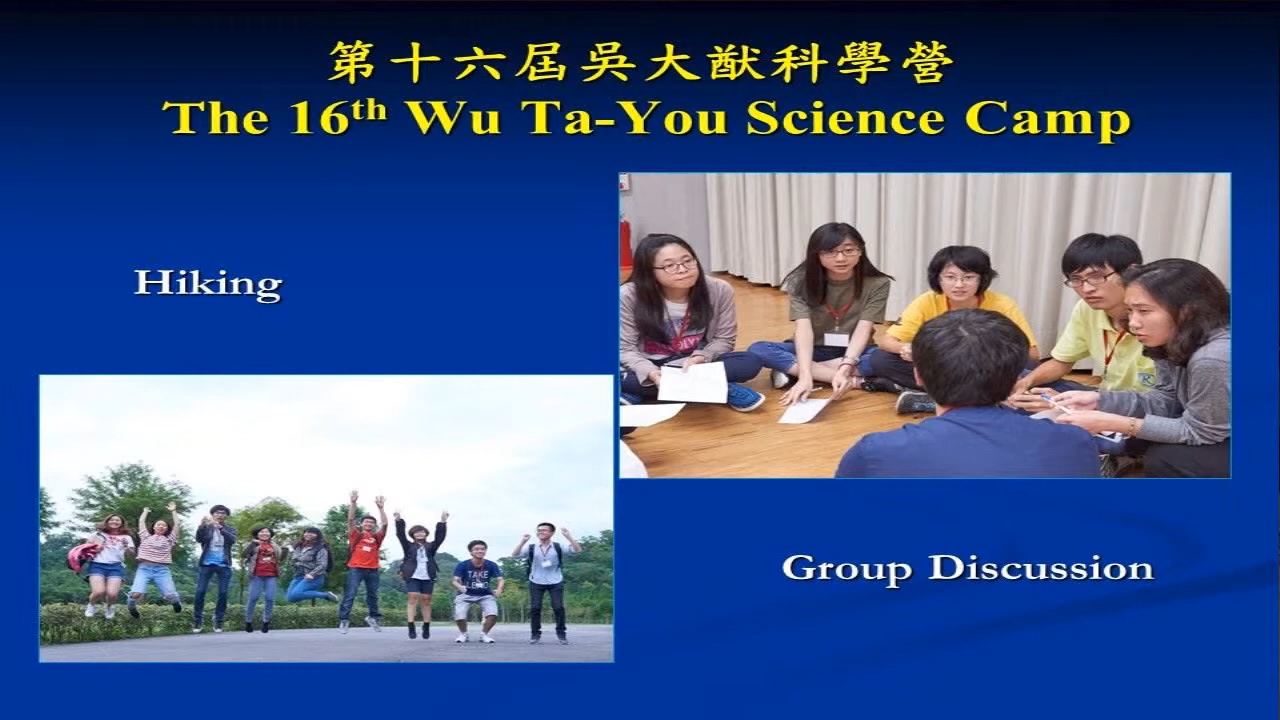 第十六屆吳大猷科學營
The 16th Wu Ta-You Science Camp
Hiking
Group Discussion
TAKE